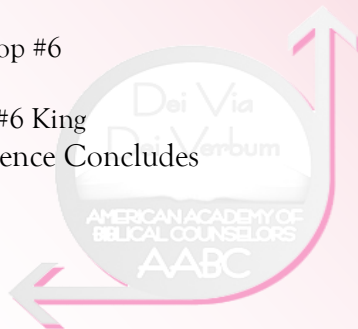 op #6
#6 King
ence Concludes
Dei Via
Dei Verbum
AMERICAN ACADEMY OF
BIBLICAL COUNSELORS
AABC